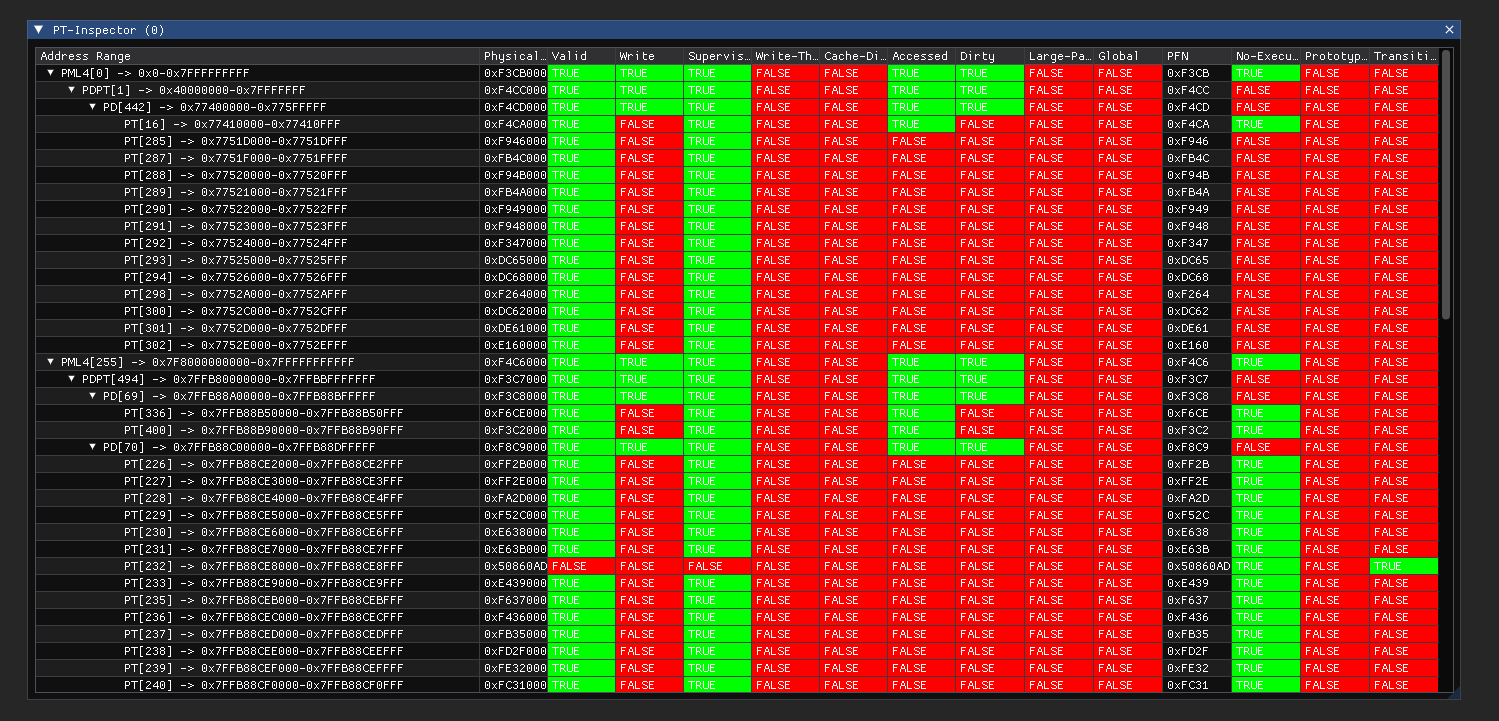 ▼ PT-Inspector (0) ✕
Address Range Physical... Valid Write Supervis... Write-Th... Cache-Di... Accessed Dirty Large-Pa... Global PFN No-Execu... Prototyp... Transiti...
▼ PML4[0] -> 0x0-0x7FFFFFFFFF 0xF3CB000 TRUE TRUE TRUE FALSE FALSE TRUE TRUE FALSE FALSE 0xF3CB TRUE FALSE FALSE
▼ PDPT[1] -> 0x40000000-0x7FFFFFFF 0xF4CC000 TRUE TRUE TRUE FALSE FALSE TRUE TRUE FALSE FALSE 0xF4CC FALSE FALSE FALSE
▼ PD[442] -> 0x77400000-0x775FFFFF 0xF4CD000 TRUE TRUE TRUE FALSE FALSE TRUE TRUE FALSE FALSE 0xF4CD FALSE FALSE FALSE
PT[16] -> 0x77410000-0x77410FFF 0xF4CA000 TRUE FALSE TRUE FALSE FALSE TRUE FALSE FALSE FALSE 0xF4CA TRUE FALSE FALSE
PT[285] -> 0x7751D000-0x7751DFFF 0xF946000 TRUE FALSE TRUE FALSE FALSE FALSE FALSE FALSE FALSE 0xF946 FALSE FALSE FALSE
PT[287] -> 0x7751F000-0x7751FFFF 0xFB4C000 TRUE FALSE TRUE FALSE FALSE FALSE FALSE FALSE FALSE 0xFB4C FALSE FALSE FALSE
PT[288] -> 0x77520000-0x77520FFF 0xF94B000 TRUE FALSE TRUE FALSE FALSE FALSE FALSE FALSE FALSE 0xF94B FALSE FALSE FALSE
PT[289] -> 0x77521000-0x77521FFF 0xFB4A000 TRUE FALSE TRUE FALSE FALSE FALSE FALSE FALSE FALSE 0xFB4A FALSE FALSE FALSE
PT[290] -> 0x77522000-0x77522FFF 0xF949000 TRUE FALSE TRUE FALSE FALSE FALSE FALSE FALSE FALSE 0xF949 FALSE FALSE FALSE
PT[291] -> 0x77523000-0x77523FFF 0xF948000 TRUE FALSE TRUE FALSE FALSE FALSE FALSE FALSE FALSE 0xF948 FALSE FALSE FALSE
PT[292] -> 0x77524000-0x77524FFF 0xF347000 TRUE FALSE TRUE FALSE FALSE FALSE FALSE FALSE FALSE 0xF347 FALSE FALSE FALSE
PT[293] -> 0x77525000-0x77525FFF 0xDC65000 TRUE FALSE TRUE FALSE FALSE FALSE FALSE FALSE FALSE 0xDC65 FALSE FALSE FALSE
PT[294] -> 0x77526000-0x77526FFF 0xDC68000 TRUE FALSE TRUE FALSE FALSE FALSE FALSE FALSE FALSE 0xDC68 FALSE FALSE FALSE
PT[298] -> 0x7752A000-0x7752AFFF 0xF264000 TRUE FALSE TRUE FALSE FALSE FALSE FALSE FALSE FALSE 0xF264 FALSE FALSE FALSE
PT[300] -> 0x7752C000-0x7752CFFF 0xDC62000 TRUE FALSE TRUE FALSE FALSE FALSE FALSE FALSE FALSE 0xDC62 FALSE FALSE FALSE
PT[301] -> 0x7752D000-0x7752DFFF 0xDE61000 TRUE FALSE TRUE FALSE FALSE FALSE FALSE FALSE FALSE 0xDE61 FALSE FALSE FALSE
PT[302] -> 0x7752E000-0x7752EFFF 0xE160000 TRUE FALSE TRUE FALSE FALSE FALSE FALSE FALSE FALSE 0xE160 FALSE FALSE FALSE
▼ PML4[255] -> 0x7F8000000000-0x7FFFFFFFFFFF 0xF4C6000 TRUE TRUE TRUE FALSE FALSE TRUE TRUE FALSE FALSE 0xF4C6 TRUE FALSE FALSE
▼ PDPT[494] -> 0x7FFB80000000-0x7FFBBFFFFFFF 0xF3C7000 TRUE TRUE TRUE FALSE FALSE TRUE TRUE FALSE FALSE 0xF3C7 FALSE FALSE FALSE
▼ PD[69] -> 0x7FFB88A00000-0x7FFB88BFFFFF 0xF3C8000 TRUE TRUE TRUE FALSE FALSE TRUE TRUE FALSE FALSE 0xF3C8 FALSE FALSE FALSE
PT[336] -> 0x7FFB88B50000-0x7FFB88B50FFF 0xF6CE000 TRUE FALSE TRUE FALSE FALSE TRUE FALSE FALSE FALSE 0xF6CE TRUE FALSE FALSE
PT[400] -> 0x7FFB88B90000-0x7FFB88B90FFF 0xF3C2000 TRUE FALSE TRUE FALSE FALSE TRUE FALSE FALSE FALSE 0xF3C2 TRUE FALSE FALSE
▼ PD[70] -> 0x7FFB88C00000-0x7FFB88DFFFFF 0xF8C9000 TRUE TRUE TRUE FALSE FALSE TRUE TRUE FALSE FALSE 0xF8C9 FALSE FALSE FALSE
PT[226] -> 0x7FFB88CE2000-0x7FFB88CE2FFF 0xFF2B000 TRUE FALSE TRUE FALSE FALSE FALSE FALSE FALSE FALSE 0xFF2B TRUE FALSE FALSE
PT[227] -> 0x7FFB88CE3000-0x7FFB88CE3FFF 0xFF2E000 TRUE FALSE TRUE FALSE FALSE FALSE FALSE FALSE FALSE 0xFF2E TRUE FALSE FALSE
PT[228] -> 0x7FFB88CE4000-0x7FFB88CE4FFF 0xFA2D000 TRUE FALSE TRUE FALSE FALSE FALSE FALSE FALSE FALSE 0xFA2D TRUE FALSE FALSE
PT[229] -> 0x7FFB88CE5000-0x7FFB88CE5FFF 0xF52C000 TRUE FALSE TRUE FALSE FALSE FALSE FALSE FALSE FALSE 0xF52C TRUE FALSE FALSE
PT[230] -> 0x7FFB88CE6000-0x7FFB88CE6FFF 0xE638000 TRUE FALSE TRUE FALSE FALSE FALSE FALSE FALSE FALSE 0xE638 TRUE FALSE FALSE
PT[231] -> 0x7FFB88CE7000-0x7FFB88CE7FFF 0xE63B000 TRUE FALSE TRUE FALSE FALSE FALSE FALSE FALSE FALSE 0xE63B TRUE FALSE FALSE
PT[232] -> 0x7FFB88CE8000-0x7FFB88CE8FFF 0x50860AD FALSE FALSE FALSE FALSE FALSE FALSE FALSE FALSE FALSE 0x50860AD TRUE FALSE TRUE
PT[233] -> 0x7FFB88CE9000-0x7FFB88CE9FFF 0xE439000 TRUE FALSE TRUE FALSE FALSE FALSE FALSE FALSE FALSE 0xE439 TRUE FALSE FALSE
PT[235] -> 0x7FFB88CEB000-0x7FFB88CEBFFF 0xF637000 TRUE FALSE TRUE FALSE FALSE FALSE FALSE FALSE FALSE 0xF637 TRUE FALSE FALSE
PT[236] -> 0x7FFB88CEC000-0x7FFB88CECFFF 0xF436000 TRUE FALSE TRUE FALSE FALSE FALSE FALSE FALSE FALSE 0xF436 TRUE FALSE FALSE
PT[237] -> 0x7FFB88CED000-0x7FFB88CEDFFF 0xFB35000 TRUE FALSE TRUE FALSE FALSE FALSE FALSE FALSE FALSE 0xFB35 TRUE FALSE FALSE
PT[238] -> 0x7FFB88CEE000-0x7FFB88CEEFFF 0xFD2F000 TRUE FALSE TRUE FALSE FALSE FALSE FALSE FALSE FALSE 0xFD2F TRUE FALSE FALSE
PT[239] -> 0x7FFB88CEF000-0x7FFB88CEFFFF 0xFE32000 TRUE FALSE TRUE FALSE FALSE FALSE FALSE FALSE FALSE 0xFE32 TRUE FALSE FALSE
PT[240] -> 0x7FFB88CF0000-0x7FFB88CF0FFF 0xFC31000 TRUE FALSE TRUE FALSE FALSE FALSE FALSE FALSE FALSE 0xFC31 TRUE FALSE FALSE